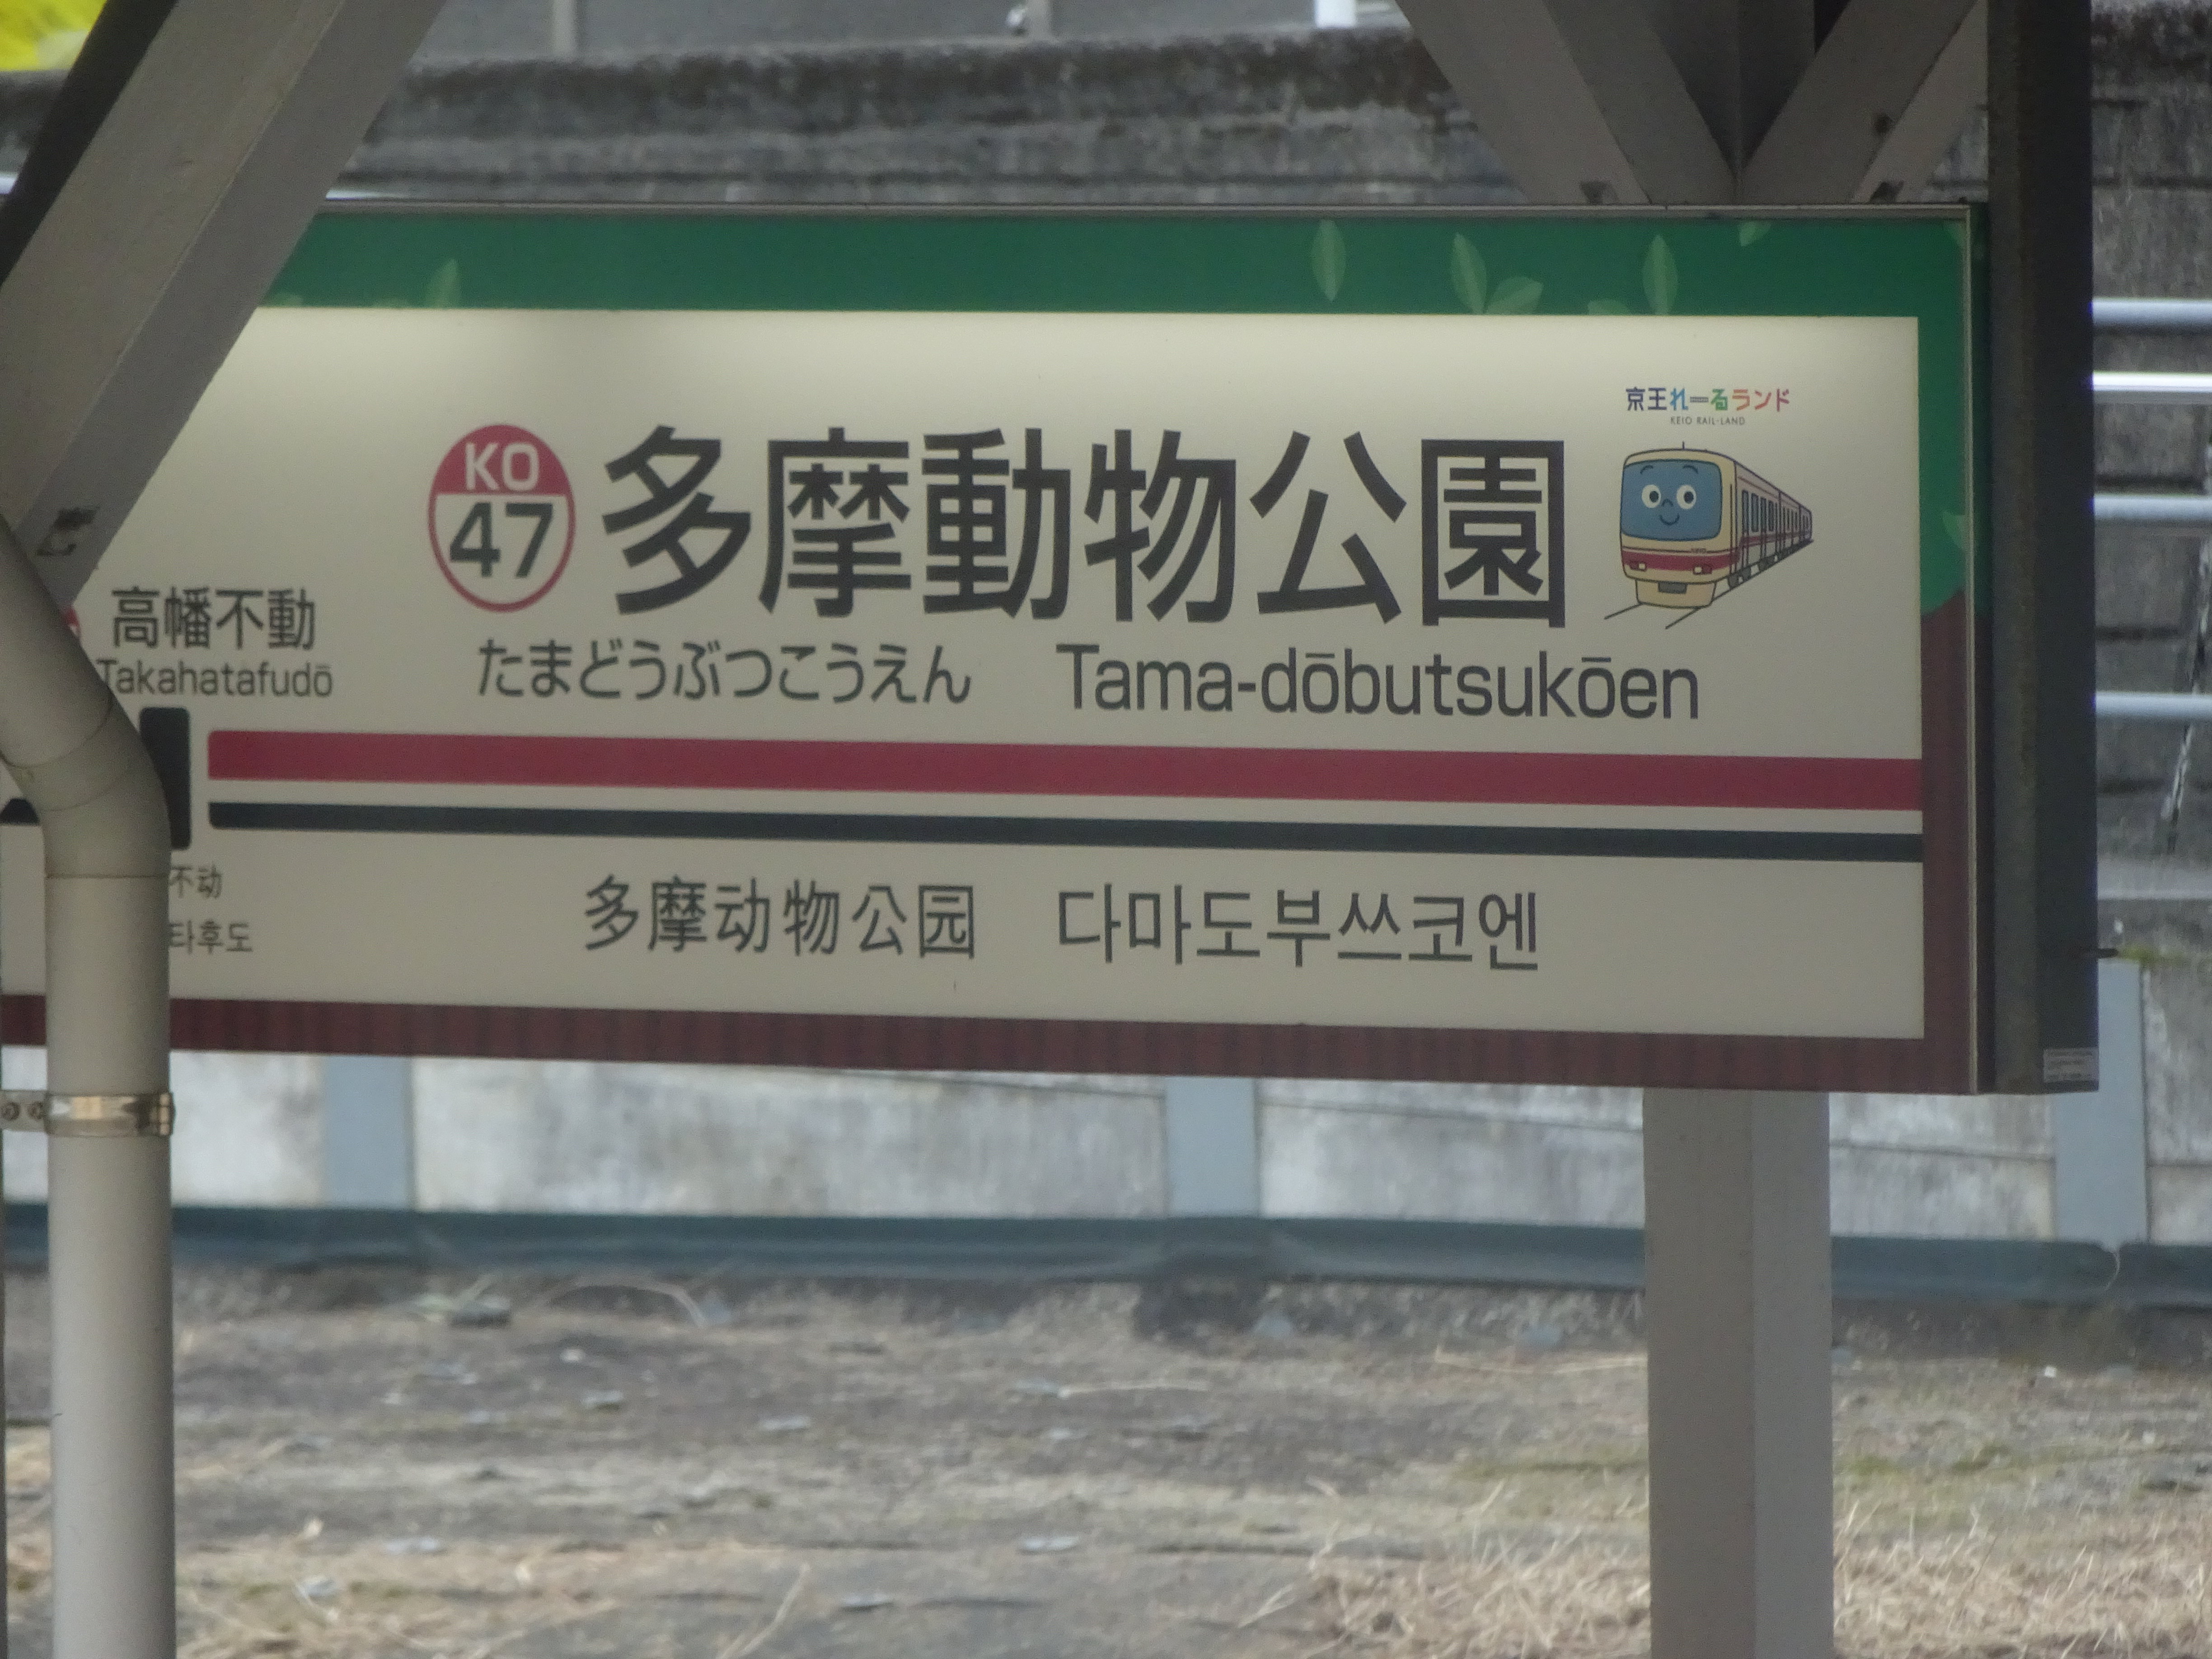 京王れーるランド
KEIO RAIL-LAND
KO
47
多摩動物公園
高幡不動
Takahatafudō
たまどうぶつこうえん Tama-dōbutsukōen
不动
타후도
多摩动物公园 다마도부쓰코엔